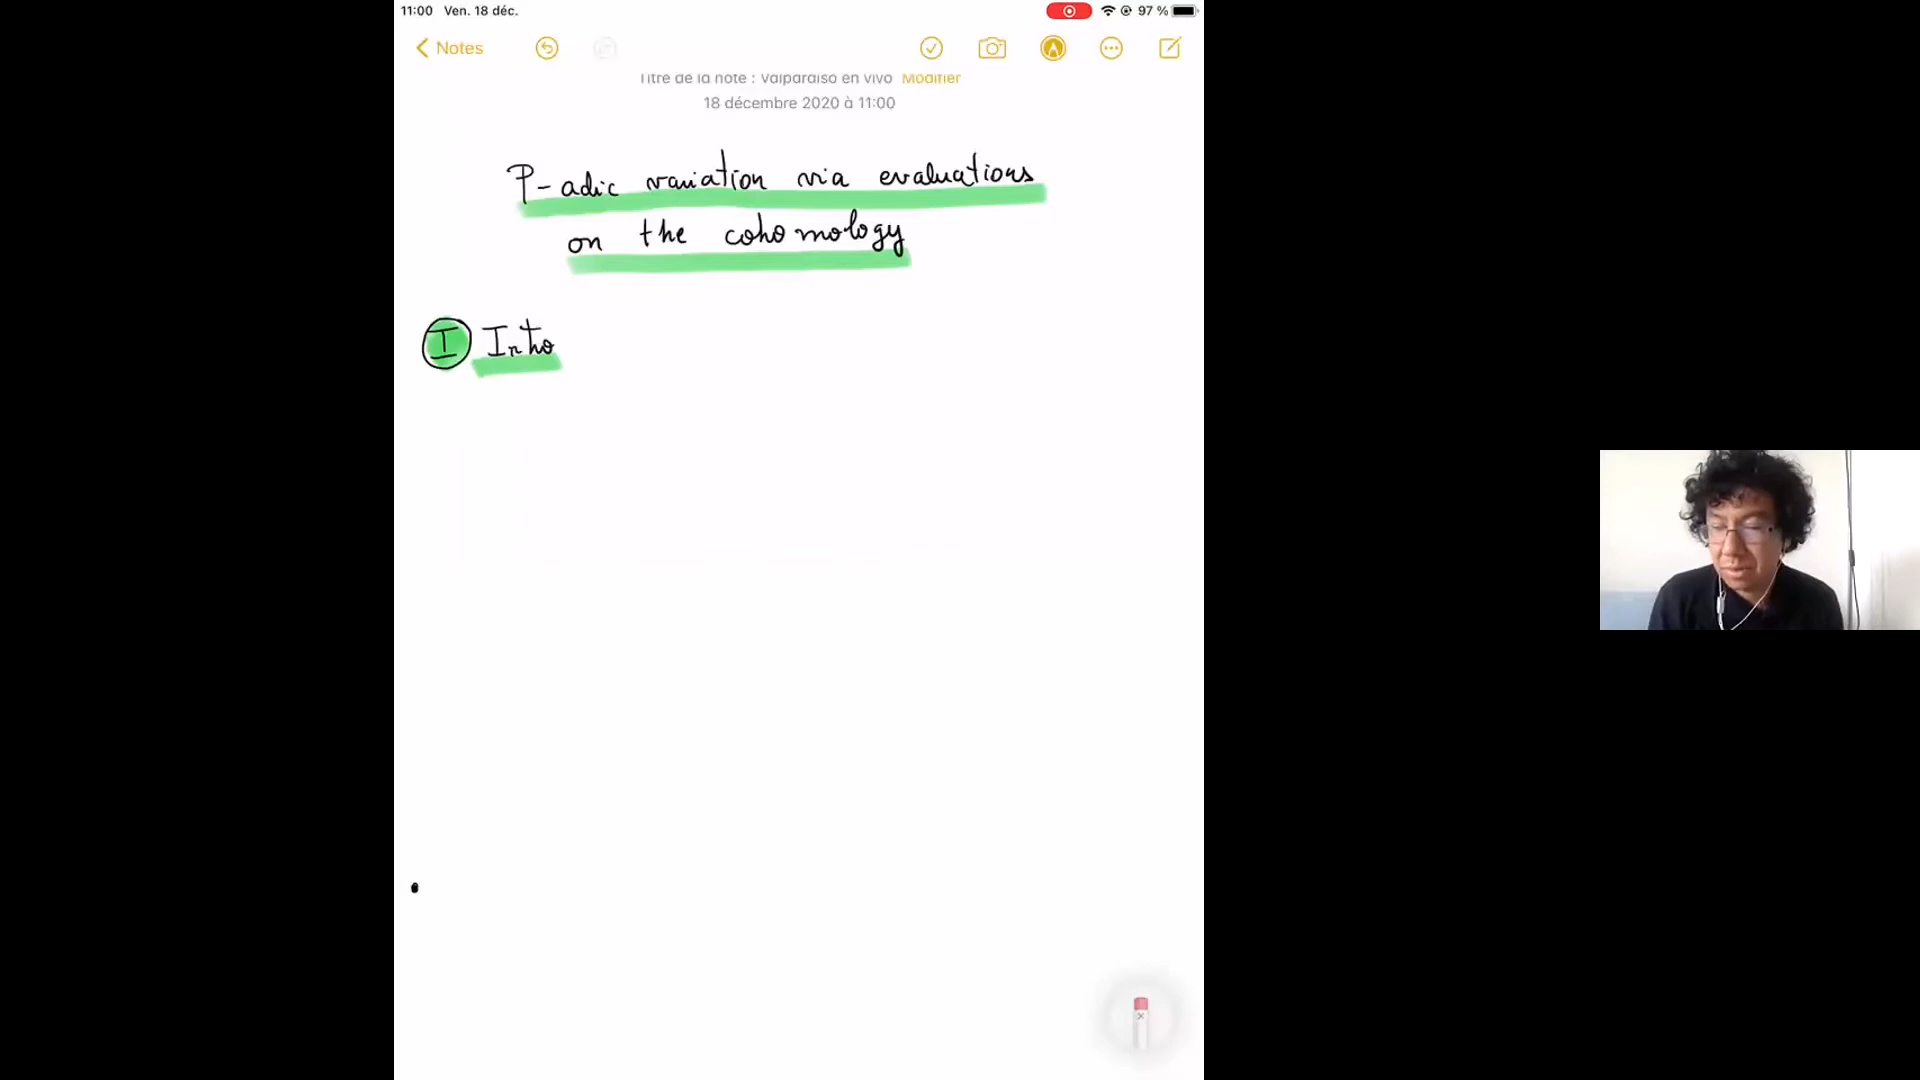 11:00 Ven. 18 déc. 97 %
Notes
Titre de la note : Valparaiso en vivo Modifier
18 décembre 2020 à 11:00
P-adic variation via evaluations
on the cohomology
I Intro